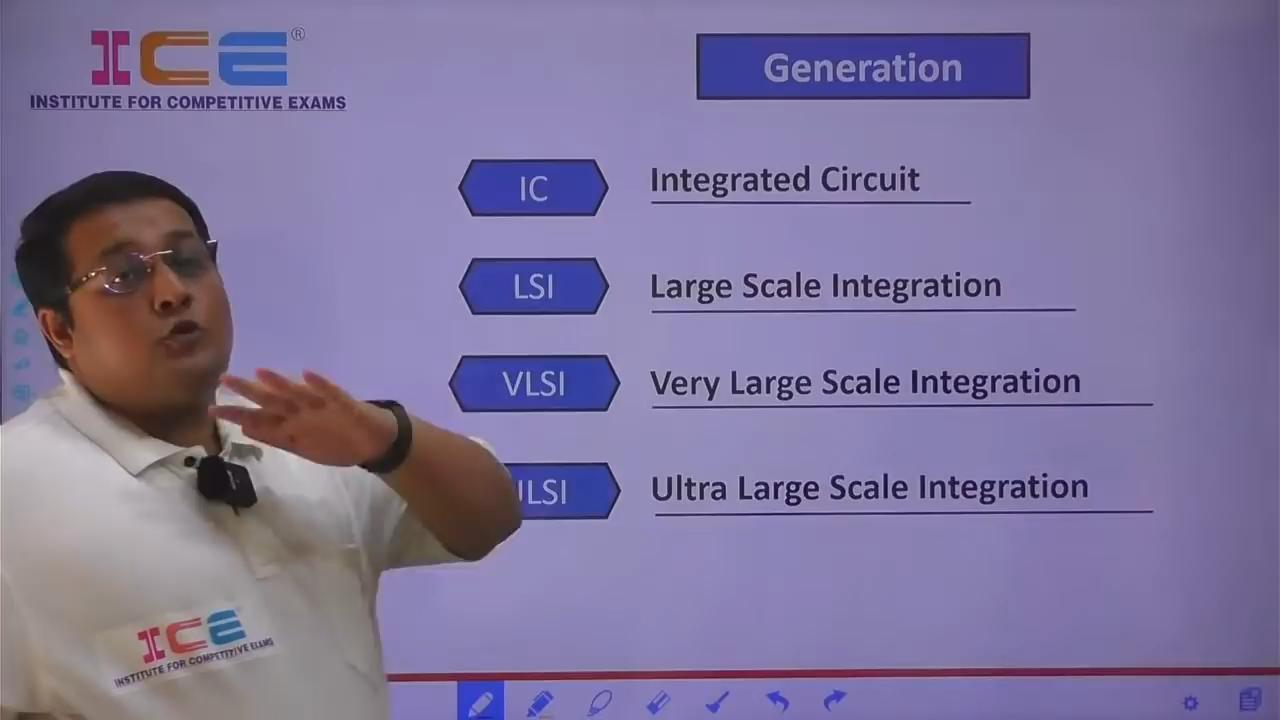 ICE®
INSTITUTE FOR COMPETITIVE EXAMS
Generation
IC
Integrated Circuit
LSI
Large Scale Integration
VLSI
Very Large Scale Integration
LSI
Ultra Large Scale Integration
ICE
INSTITUTE FOR COMPETITIVE EXAMS